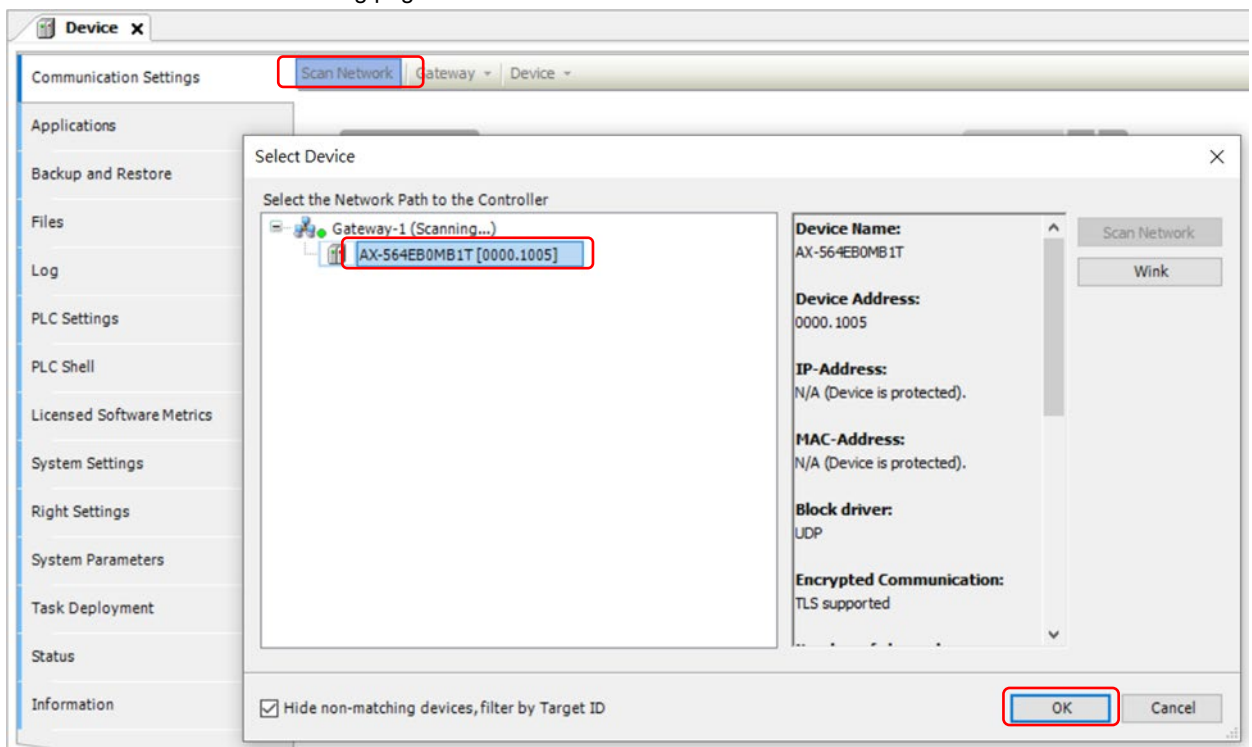 Device x
Communication Settings
Scan Network Gateway Device
Applications
Backup and Restore
Files
Log
PLC Settings
PLC Shell
Licensed Software Metrics
System Settings
Right Settings
System Parameters
Task Deployment
Status
Information
Select Device
Select the Network Path to the Controller
Gateway-1 (Scanning...)
AX-564EB0MB1T [0000.1005]
Device Name:
AX-564EB0MB1T
Device Address:
0000.1005
IP-Address:
N/A (Device is protected).
MAC-Address:
N/A (Device is protected).
Block driver:
UDP
Encrypted Communication:
TLS supported
Scan Network
Wink
Hide non-matching devices, filter by Target ID
OK
Cancel